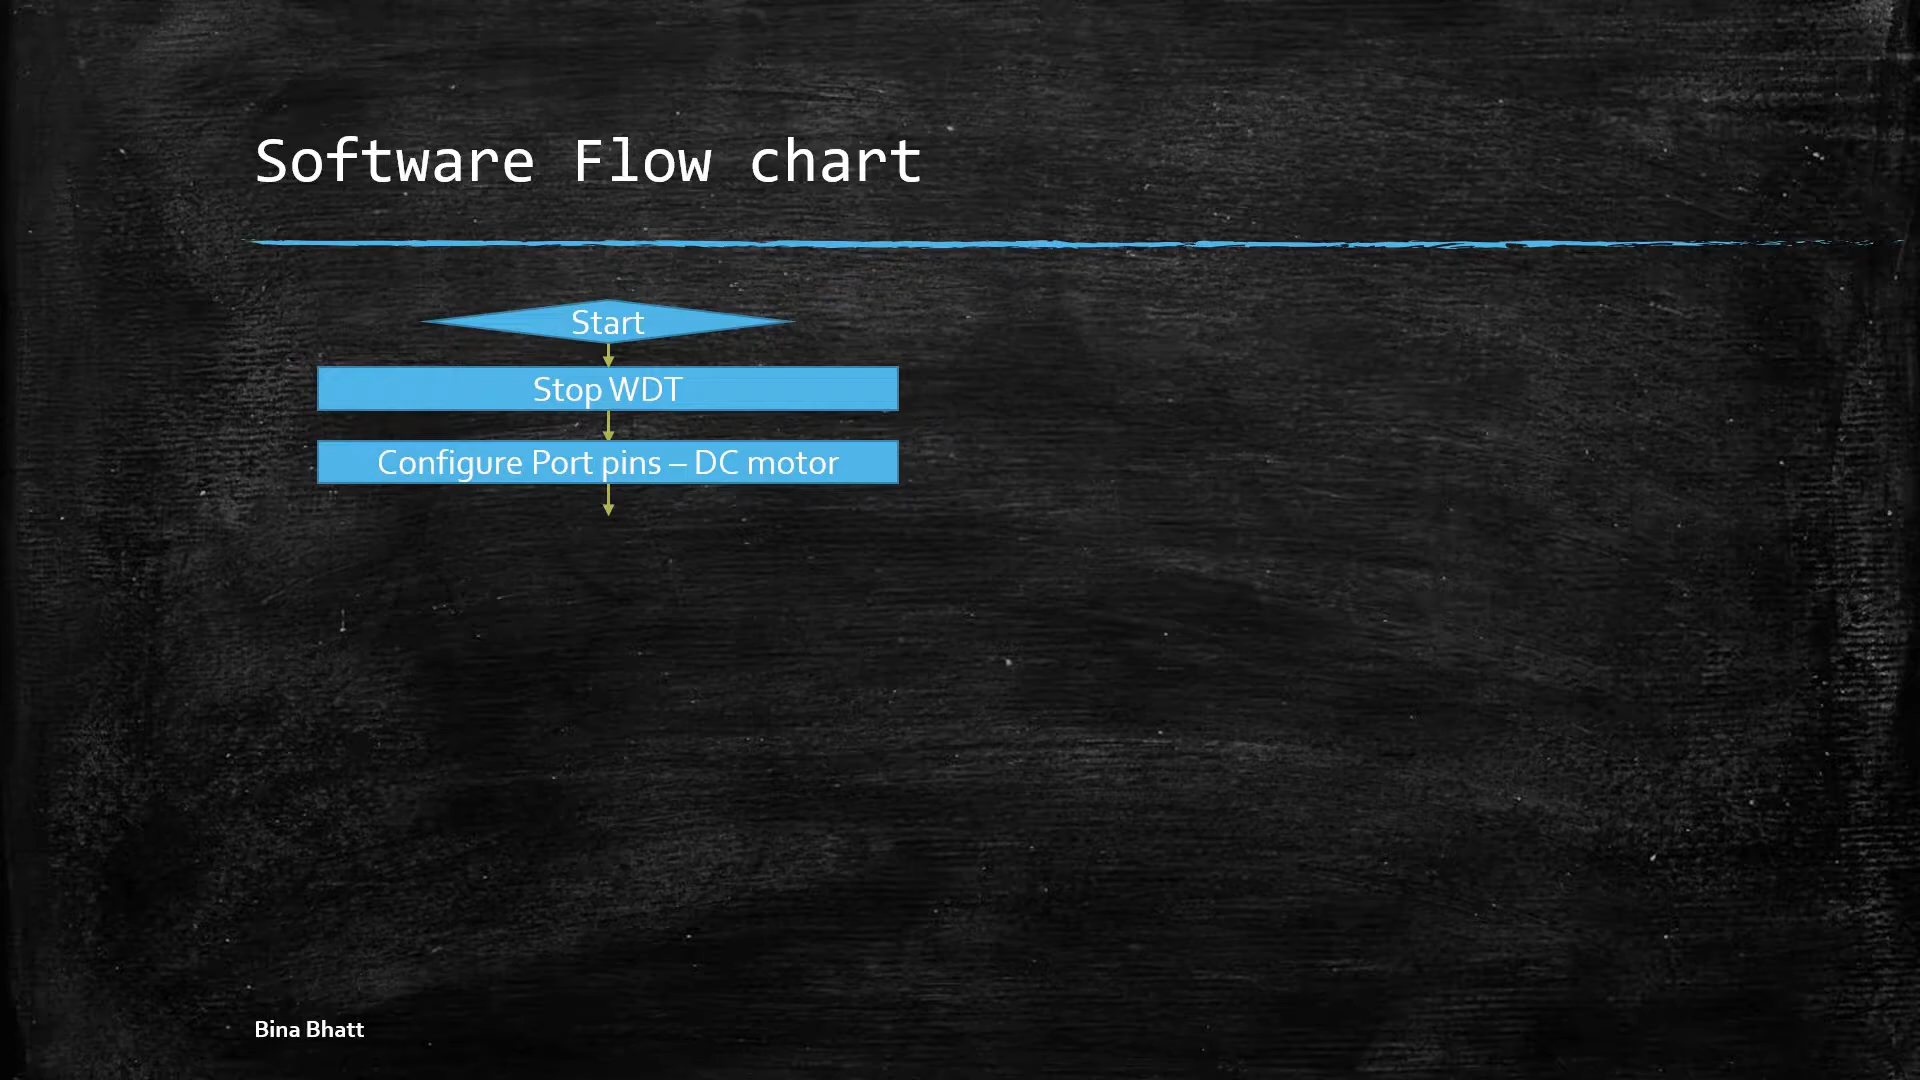 Software Flow chart
Start
Stop WDT
Configure Port pins – DC motor
Bina Bhatt